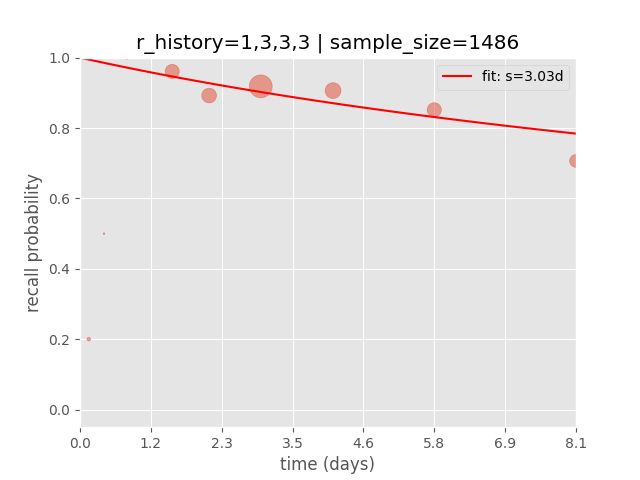 r_history=1,3,3,3 | sample_size=1486
fit: s=3.03d
recall probability
1.0
0.8
0.6
0.4
0.2
0.0
0.0 1.2 2.3 3.5 4.6 5.8 6.9 8.1
time (days)